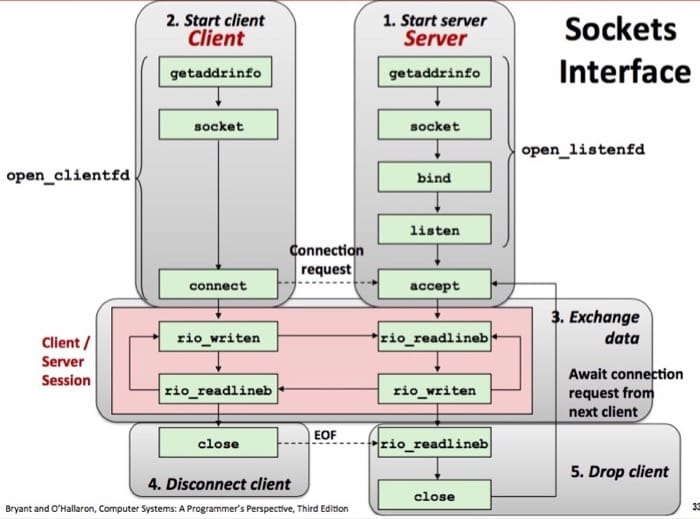 2. Start client
Client
1. Start server
Server
Sockets
Interface
getaddrinfo
getaddrinfo
socket
socket
open_clientfd
open_listenfd
bind
listen
Connection
request
connect
accept
3. Exchange
data
Client /
Server
Session
rio_writen
rio_readlineb
rio_readlineb
rio_writen
Await connection
request from
next client
close
EOF
rio_readlineb
4. Disconnect client
5. Drop client
close
Bryant and O'Hallaron, Computer Systems: A Programmer's Perspective, Third Edition